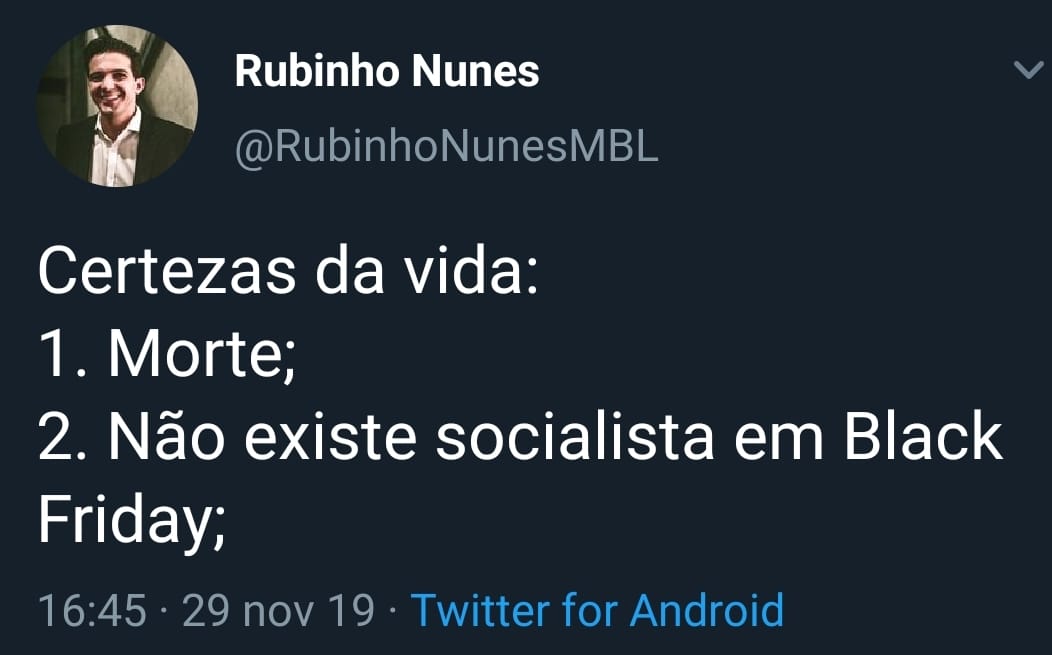 Rubinho Nunes
@RubinhoNunesMBL
Certezas da vida:
1. Morte;
2. Não existe socialista em Black
Friday;
16:45 · 29 nov 19 · Twitter for Android